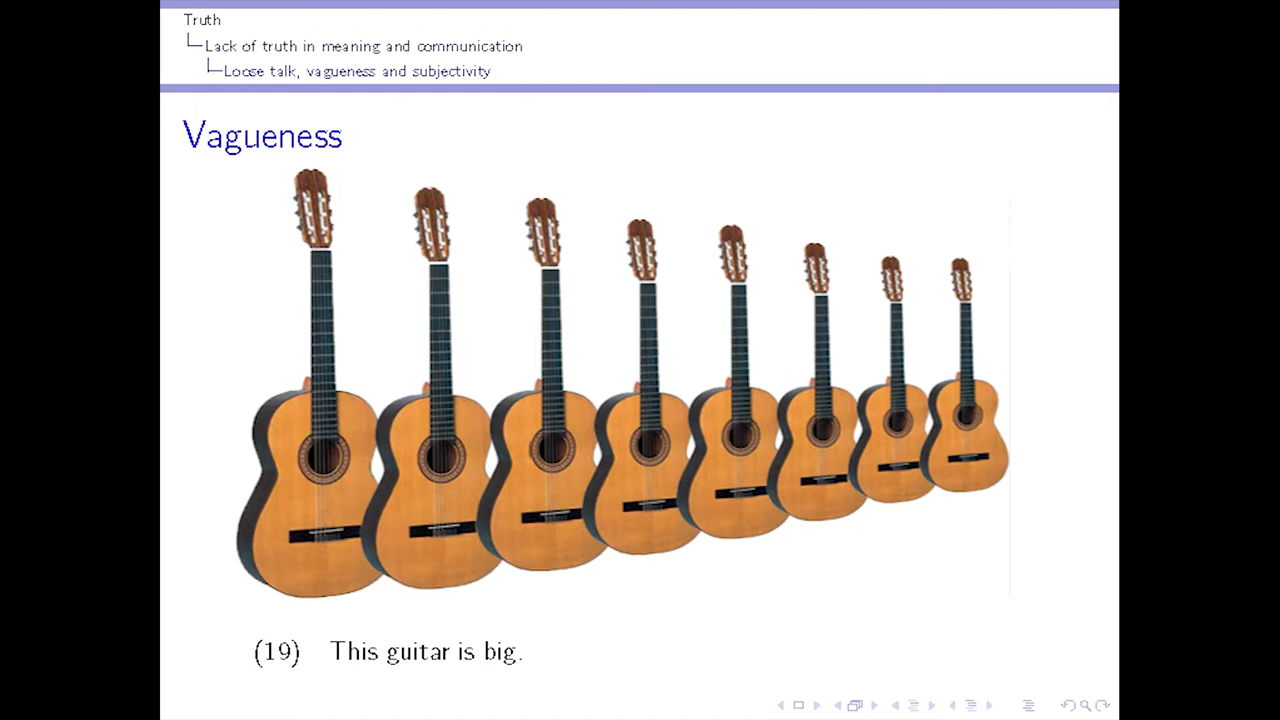 Truth
Lack of truth in meaning and communication
Loose talk, vagueness and subjectivity
Vagueness
(19) This guitar is big.